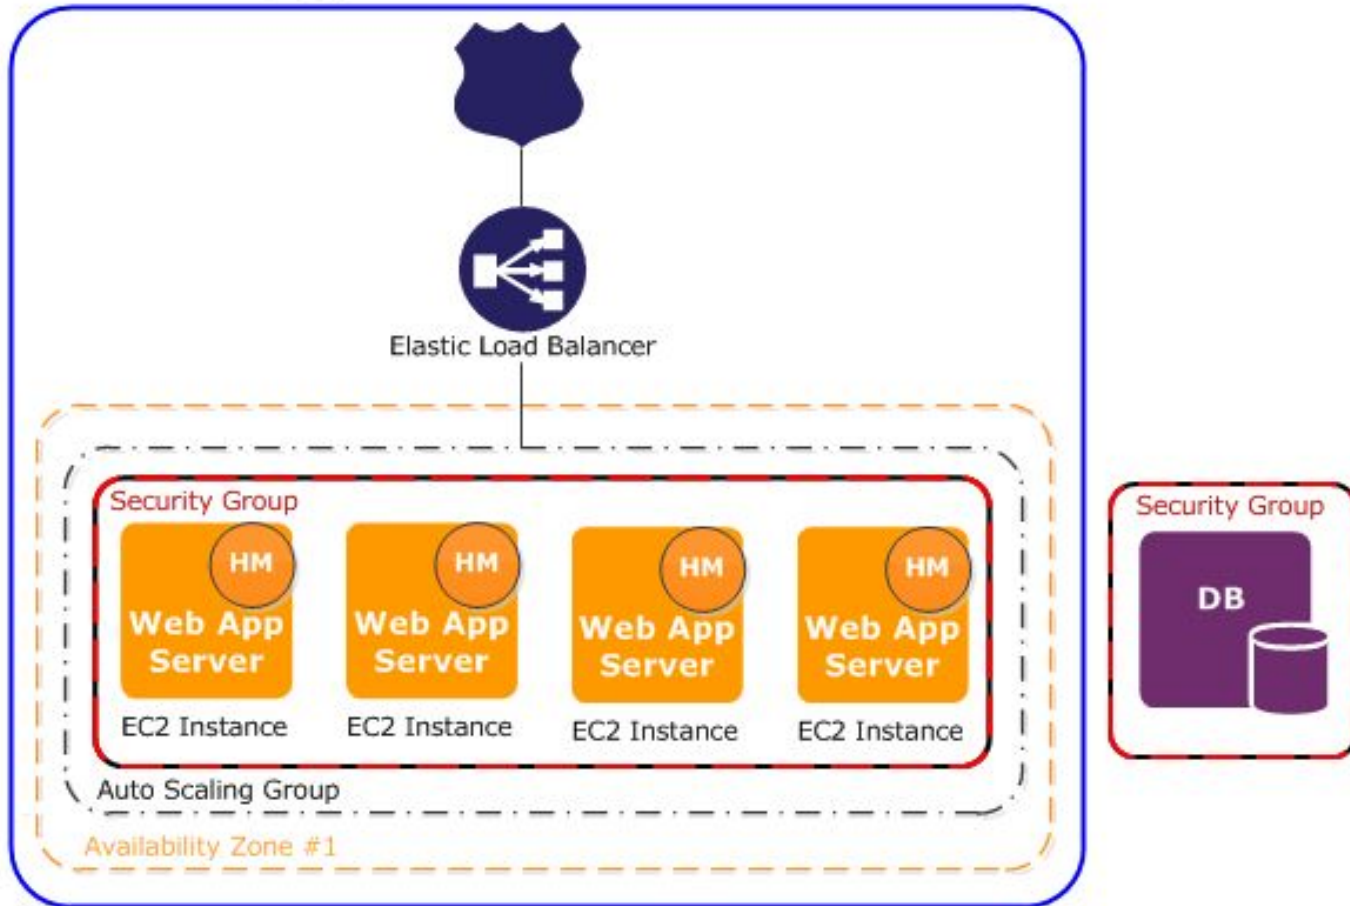 Elastic Load Balancer
Security Group
HM
Web App
Server
EC2 Instance
HM
Web App
Server
EC2 Instance
HM
Web App
Server
EC2 Instance
HM
Web App
Server
EC2 Instance
Auto Scaling Group
Availability Zone #1
Security Group
DB